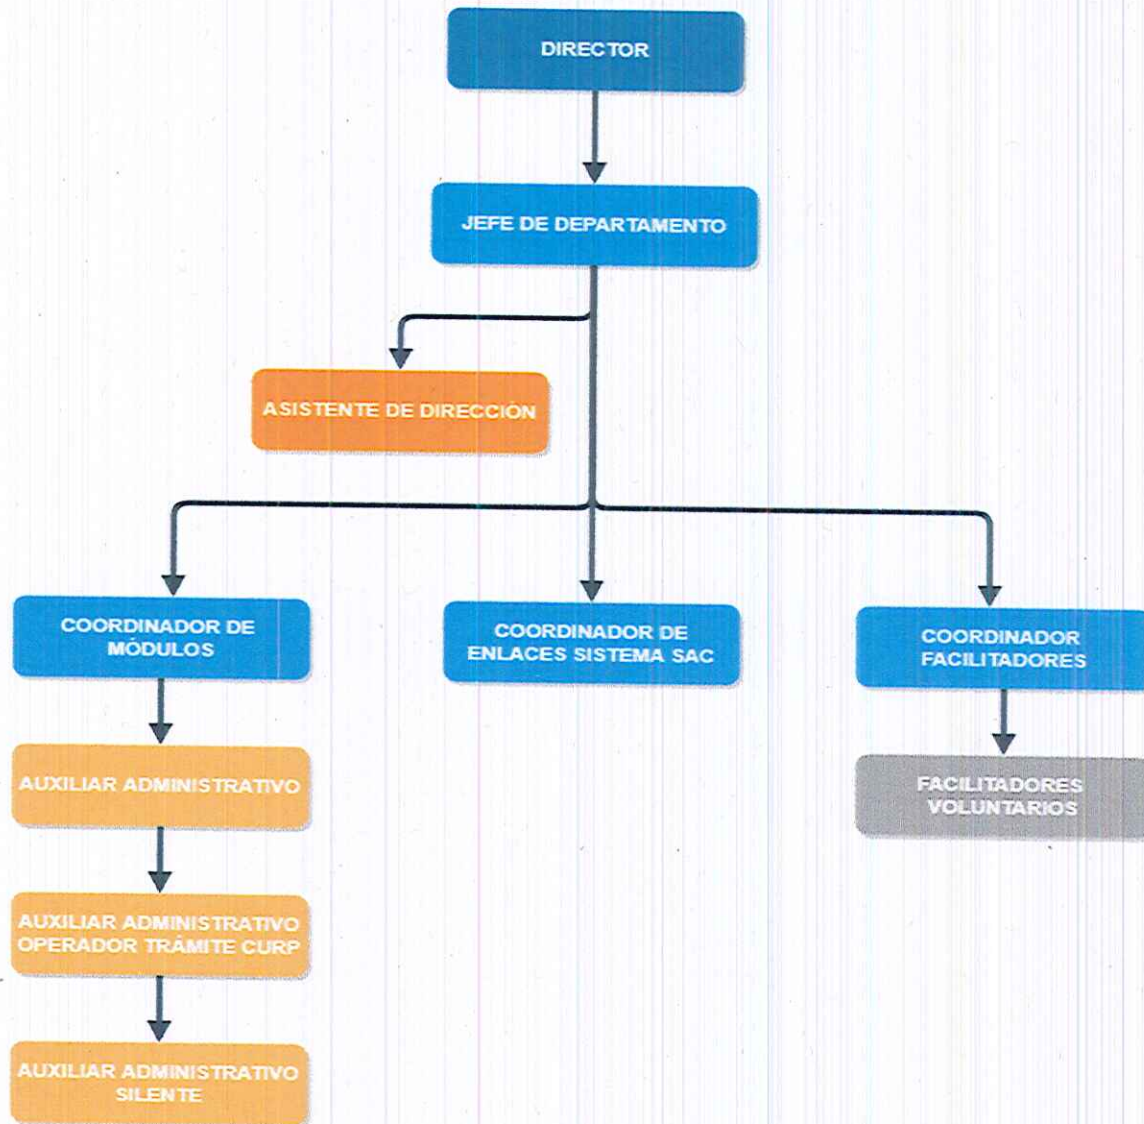 DIRECTOR
JEFE DE DEPARTAMENTO
ASISTENTE DE DIRECCIÓN
COORDINADOR DE
MÓDULOS
COORDINADOR DE
ENLACES SISTEMA SAC
COORDINADOR
FACILITADORES
AUXILIAR ADMINISTRATIVO
FACILITADORES
VOLUNTARIOS
AUXILIAR ADMINISTRATIVO
OPERADOR TRÁMITE CURP
AUXILIAR ADMINISTRATIVO
SILENTE